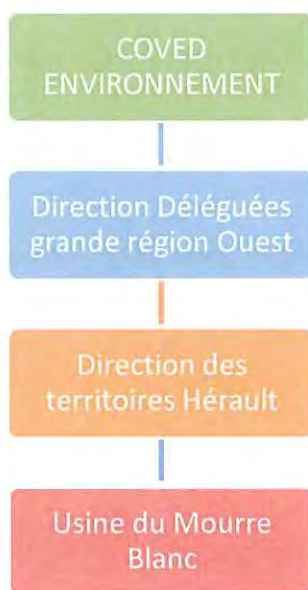 COVED
ENVIRONNEMENT
Direction Déléguées
grande région Ouest
Direction des
territoires Hérault
Usine du Mourre
Blanc